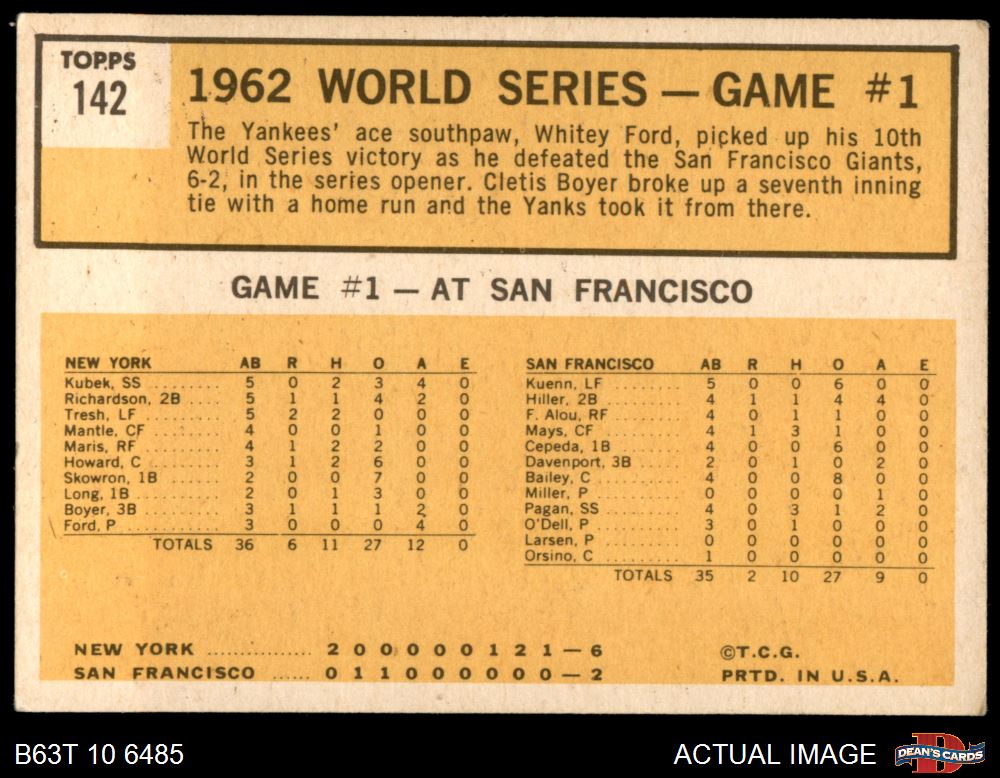 TOPPS
142
1962 WORLD SERIES — GAME #1
The Yankees' ace southpaw, Whitey Ford, picked up his 10th
World Series victory as he defeated the San Francisco Giants,
6-2, in the series opener. Cletis Boyer broke up a seventh inning
tie with a home run and the Yanks took it from there.
GAME #1 — AT SAN FRANCISCO
NEW YORK AB R H O A E
Kubek, SS ......... 5 0 2 3 4 0
Richardson, 2B .... 5 1 1 4 2 0
Tresh, LF ......... 5 2 2 0 0 0
Mantle, CF ........ 4 0 0 1 0 0
Maris, RF ......... 4 1 2 2 0 0
Howard, C ......... 3 1 2 6 0 0
Skowron, 1B ....... 2 0 0 7 0 0
Long, 1B .......... 2 0 1 3 0 0
Boyer, 3B ......... 3 1 1 1 2 0
Ford, P ........... 3 0 0 0 4 0
TOTALS 36 6 11 27 12 0
SAN FRANCISCO AB R H O A E
Kuenn, LF ......... 5 0 0 6 0 0
Hiller, 2B ........ 4 1 1 4 4 0
F. Alou, RF ....... 4 0 1 1 0 0
Mays, CF .......... 4 1 3 1 0 0
Cepeda, 1B ........ 4 0 0 6 0 0
Davenport, 3B ..... 2 0 1 0 2 0
Bailey, C ......... 4 0 0 8 0 0
Miller, P ......... 0 0 0 0 1 0
Pagan, SS ......... 4 0 3 1 2 0
O'Dell, P ......... 3 0 1 0 0 0
Larsen, P ......... 0 0 0 0 0 0
Orsino, C ......... 1 0 0 0 0 0
TOTALS 35 2 10 27 9 0
NEW YORK ............... 2 0 0 0 0 0 1 2 1 — 6
SAN FRANCISCO ...... 0 1 1 0 0 0 0 0 0 — 2
©T.C.G.
PRTD. IN U.S.A.
B63T 10 6485
ACTUAL IMAGE
D
DEAN'S CARDS